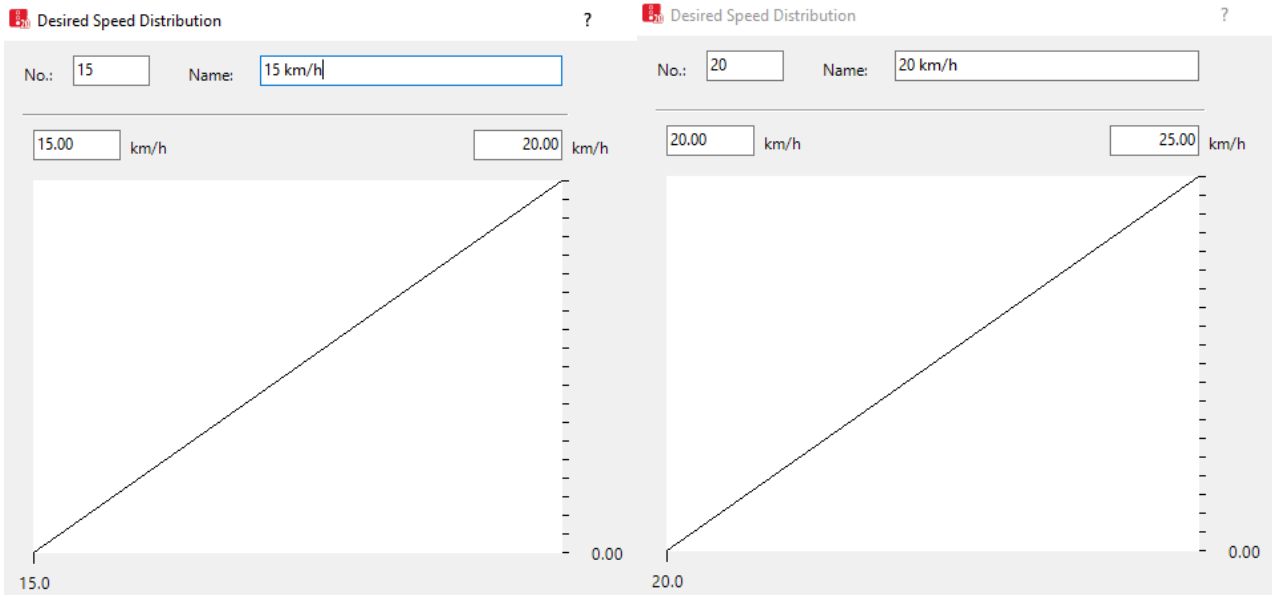 Desired Speed Distribution ?
No.: 15 Name: 15 km/h
15.00 km/h 20.00 km/h
0.00
15.0
Desired Speed Distribution ?
No.: 20 Name: 20 km/h
20.00 km/h 25.00 km/h
0.00
20.0